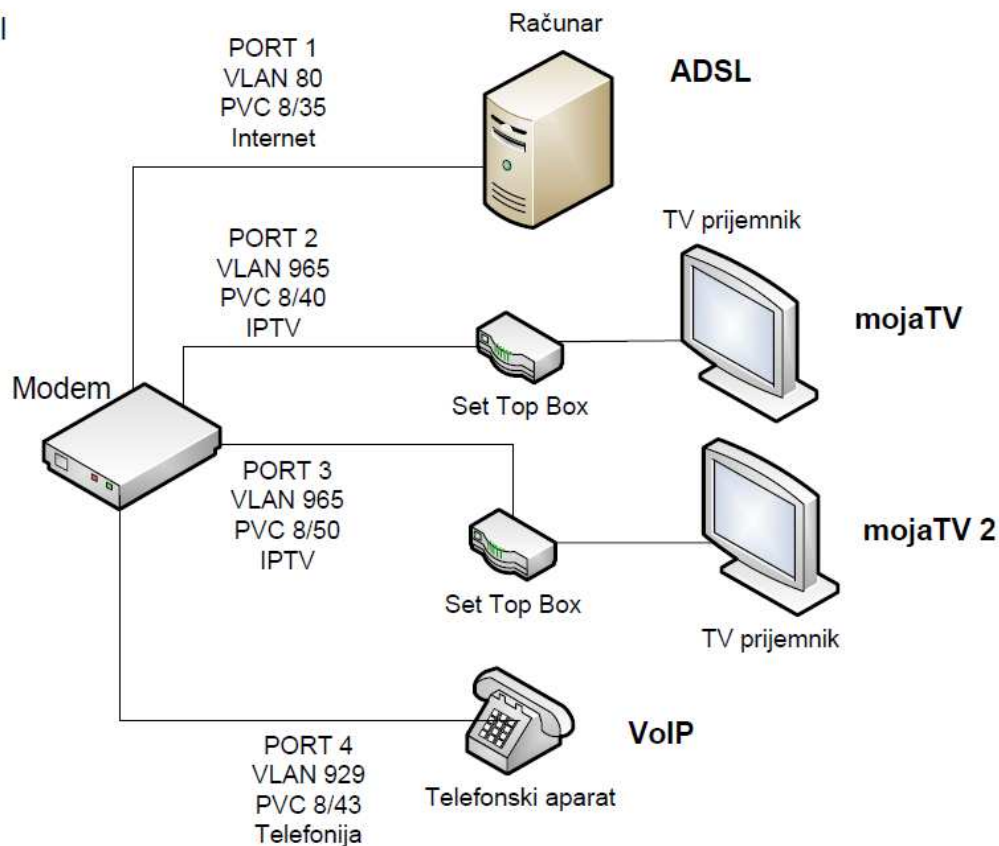 Računar
PORT 1
VLAN 80
PVC 8/35
Internet
ADSL
TV prijemnik
PORT 2
VLAN 965
PVC 8/40
IPTV
mojaTV
Set Top Box
Modem
PORT 3
VLAN 965
PVC 8/50
IPTV
mojaTV 2
Set Top Box
TV prijemnik
VoIP
PORT 4
VLAN 929
PVC 8/43
Telefonija
Telefonski aparat